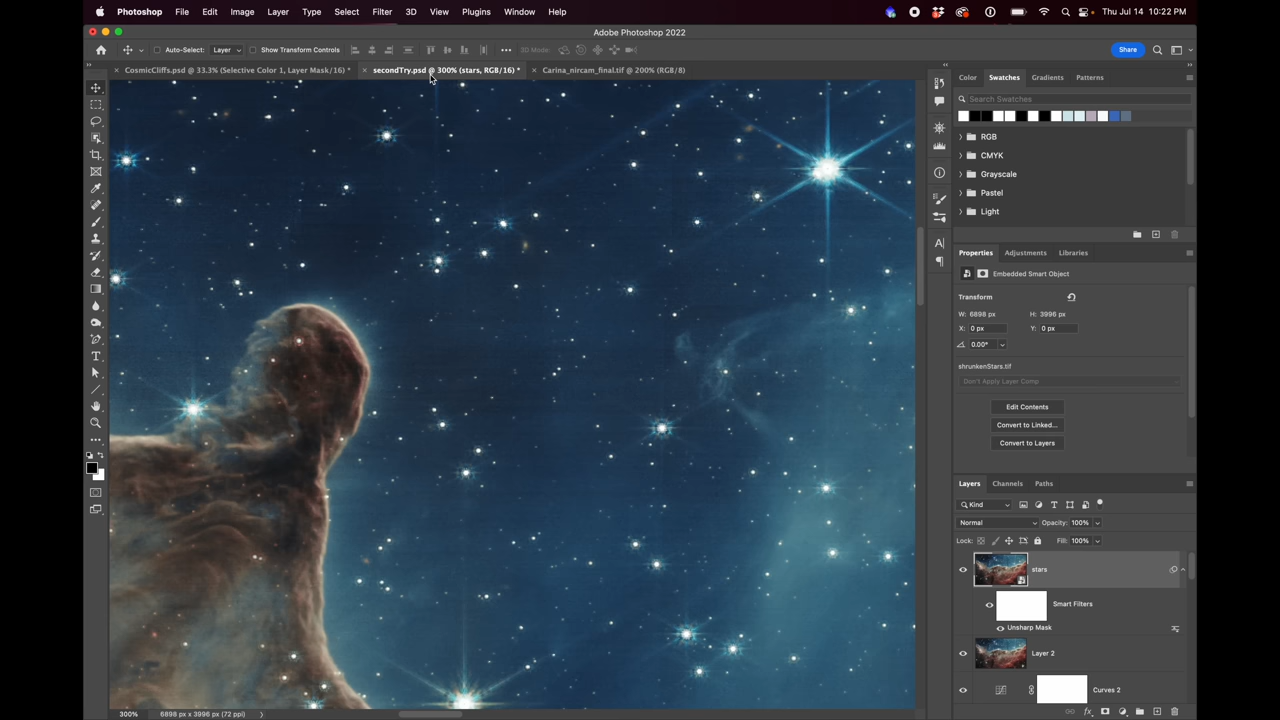 Photoshop File Edit Image Layer Type Select Filter 3D View Plugins Window Help Thu Jul 14 10:22 PM
Adobe Photoshop 2022
Auto-Select: Layer Show Transform Controls 3D Mode: Share
CosmicCliffs.psd @ 33.3% (Selective Color 1, Layer Mask/16) * secondTry.psd @ 300% (stars, RGB/16) * Carina_nircam_final.tif @ 200% (RGB/8)
Color Swatches Gradients Patterns
Search Swatches
RGB
CMYK
Grayscale
Pastel
Light
Properties Adjustments Libraries
Embedded Smart Object
Transform
W: 6898 px H: 3996 px
X: 0 px Y: 0 px
0.00°
shrunkenStars.tif
Don't Apply Layer Comp
Edit Contents
Convert to Linked...
Convert to Layers
Layers Channels Paths
Kind
Normal Opacity: 100%
Lock: Fill: 100%
stars
Smart Filters
Unsharp Mask
Layer 2
Curves 2
300% 6898 px x 3996 px (72 ppi)